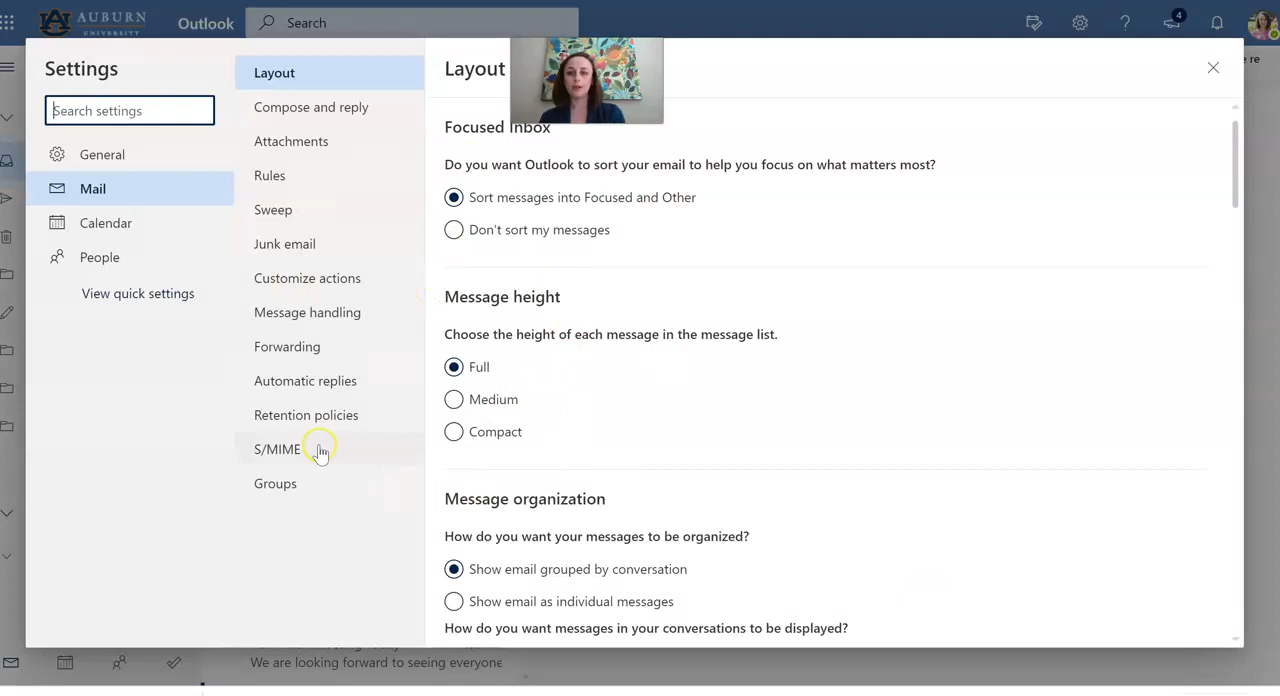 AUBURN
UNIVERSITY
Outlook
Search
4
Settings
Search settings
General
Mail
Calendar
People
View quick settings
Layout
Compose and reply
Attachments
Rules
Sweep
Junk email
Customize actions
Message handling
Forwarding
Automatic replies
Retention policies
S/MIME
Groups
Layout
Focused Inbox
Do you want Outlook to sort your email to help you focus on what matters most?
Sort messages into Focused and Other
Don't sort my messages
Message height
Choose the height of each message in the message list.
Full
Medium
Compact
Message organization
How do you want your messages to be organized?
Show email grouped by conversation
Show email as individual messages
How do you want messages in your conversations to be displayed?
We are looking forward to seeing everyone